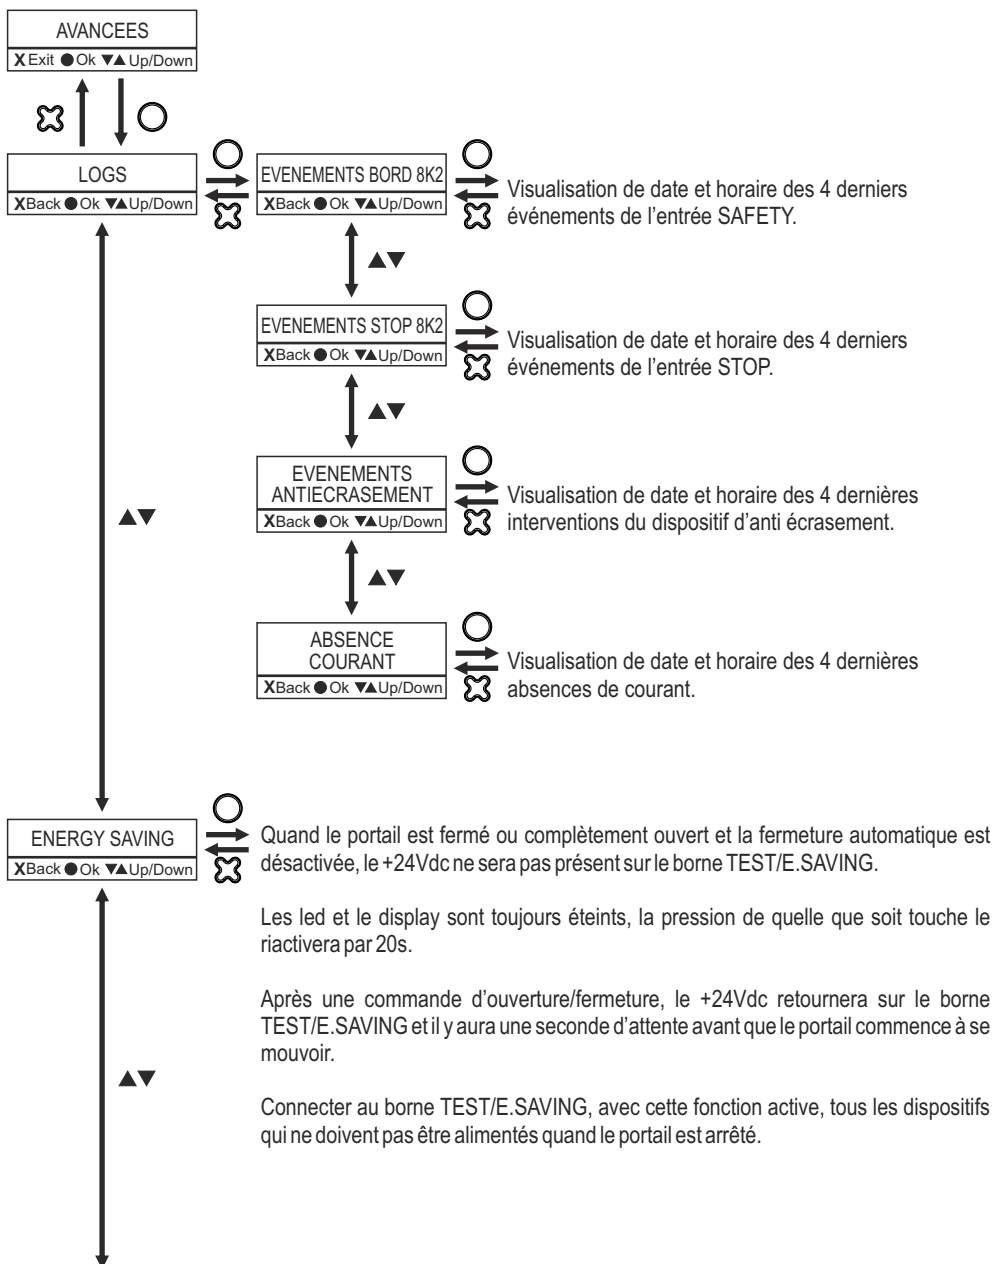 AVANCEES
X Exit ● Ok ▼▲ Up/Down
LOGS
XBack ● Ok ▼▲Up/Down
EVENEMENTS BORD 8K2
XBack ● Ok ▼▲Up/Down
Visualisation de date et horaire des 4 derniers
événements de l’entrée SAFETY.
▲▼
EVENEMENTS STOP 8K2
XBack ● Ok ▼▲Up/Down
Visualisation de date et horaire des 4 derniers
événements de l’entrée STOP.
▲▼
EVENEMENTS
ANTIECRASEMENT
XBack ● Ok ▼▲Up/Down
Visualisation de date et horaire des 4 dernières
interventions du dispositif d’anti écrasement.
▲▼
▲▼
ABSENCE
COURANT
XBack ● Ok ▼▲Up/Down
Visualisation de date et horaire des 4 dernières
absences de courant.
ENERGY SAVING
XBack ● Ok ▼▲Up/Down
Quand le portail est fermé ou complètement ouvert et la fermeture automatique est
désactivée, le +24Vdc ne sera pas présent sur le borne TEST/E.SAVING.
Les led et le display sont toujours éteints, la pression de quelle que soit touche le
riactivera par 20s.
Après une commande d’ouverture/fermeture, le +24Vdc retournera sur le borne
TEST/E.SAVING et il y aura une seconde d’attente avant que le portail commence à se
mouvoir.
▲▼
Connecter au borne TEST/E.SAVING, avec cette fonction active, tous les dispositifs
qui ne doivent pas être alimentés quand le portail est arrêté.